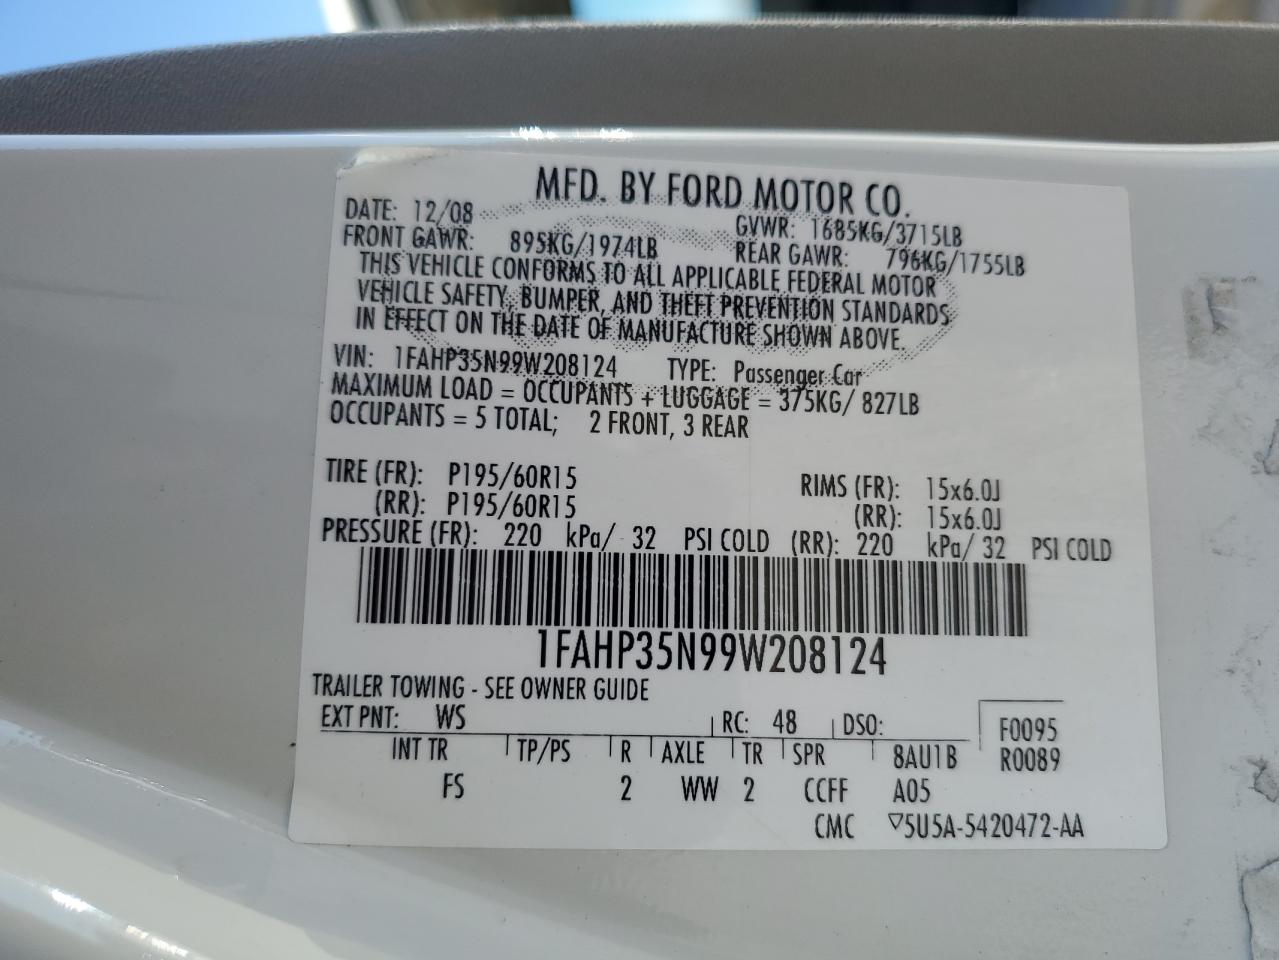 MFD. BY FORD MOTOR CO.
DATE: 12/08 GVWR: 1685KG/3715LB
FRONT GAWR: 895KG/1974LB REAR GAWR: 796KG/1755LB
THIS VEHICLE CONFORMS TO ALL APPLICABLE FEDERAL MOTOR
VEHICLE SAFETY, BUMPER, AND THEFT PREVENTION STANDARDS
IN EFFECT ON THE DATE OF MANUFACTURE SHOWN ABOVE.
VIN: 1FAHP35N99W208124 TYPE: Passenger Car
MAXIMUM LOAD = OCCUPANTS + LUGGAGE = 375KG/ 827LB
OCCUPANTS = 5 TOTAL; 2 FRONT, 3 REAR
TIRE (FR): P195/60R15 RIMS (FR): 15x6.0J
(RR): P195/60R15 (RR): 15x6.0J
PRESSURE (FR): 220 kPa/ 32 PSI COLD (RR): 220 kPa/ 32 PSI COLD
1FAHP35N99W208124
TRAILER TOWING - SEE OWNER GUIDE
EXT PNT: WS RC: 48 DSO: F0095
INT TR TP/PS R AXLE TR SPR 8AU1B R0089
FS 2 WW 2 CCFF A05
CMC ▽5U5A-5420472-AA